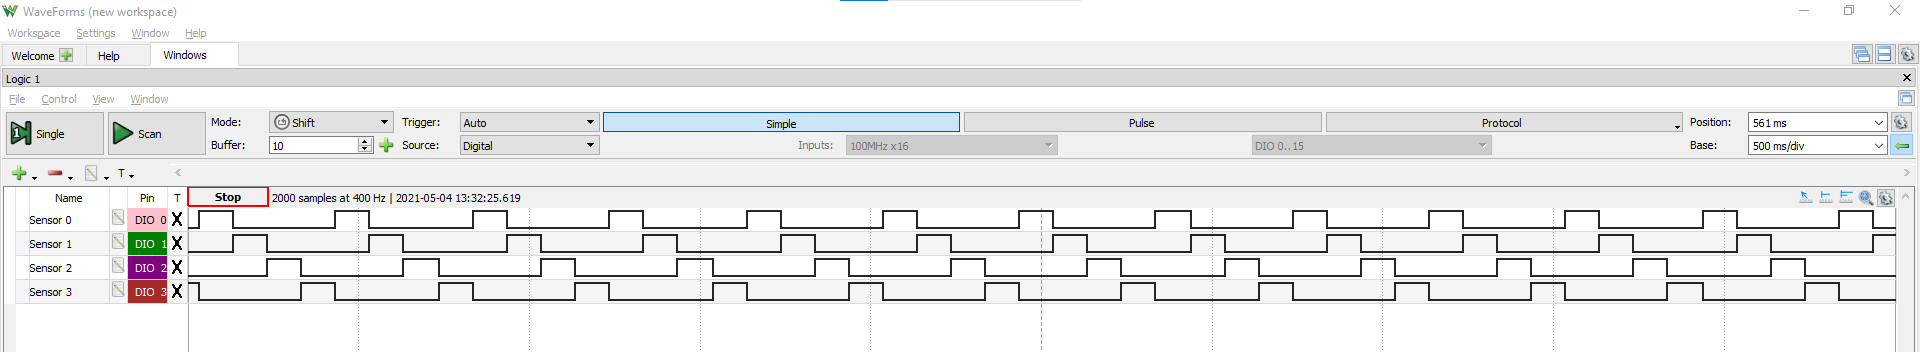 WaveForms (new workspace)
Workspace Settings Window Help
Welcome Help Windows
Logic 1
File Control View Window
Single Scan Mode: Shift Trigger: Auto Simple Pulse Protocol Position: 561 ms
Buffer: 10 Source: Digital Inputs: 100MHz x16 DIO 0..15 Base: 500 ms/div
T
Name Pin T Stop 2000 samples at 400 Hz | 2021-05-04 13:32:25.619
Sensor 0 DIO 0 X
Sensor 1 DIO 1 X
Sensor 2 DIO 2 X
Sensor 3 DIO 3 X